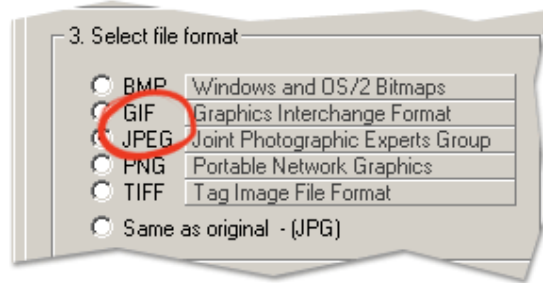 3. Select file format
BMP Windows and OS/2 Bitmaps
GIF Graphics Interchange Format
JPEG Joint Photographic Experts Group
PNG Portable Network Graphics
TIFF Tag Image File Format
Same as original - (JPG)